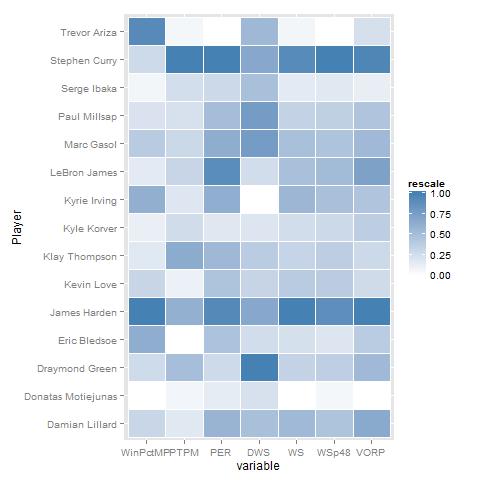 Trevor Ariza
Stephen Curry
Serge Ibaka
Paul Millsap
Marc Gasol
LeBron James
Kyrie Irving
Kyle Korver
Klay Thompson
Kevin Love
James Harden
Eric Bledsoe
Draymond Green
Donatas Motiejunas
Damian Lillard
Player
WinPctMPPTPM PER DWS WS WSp48 VORP
variable
rescale
1.00
0.75
0.50
0.25
0.00